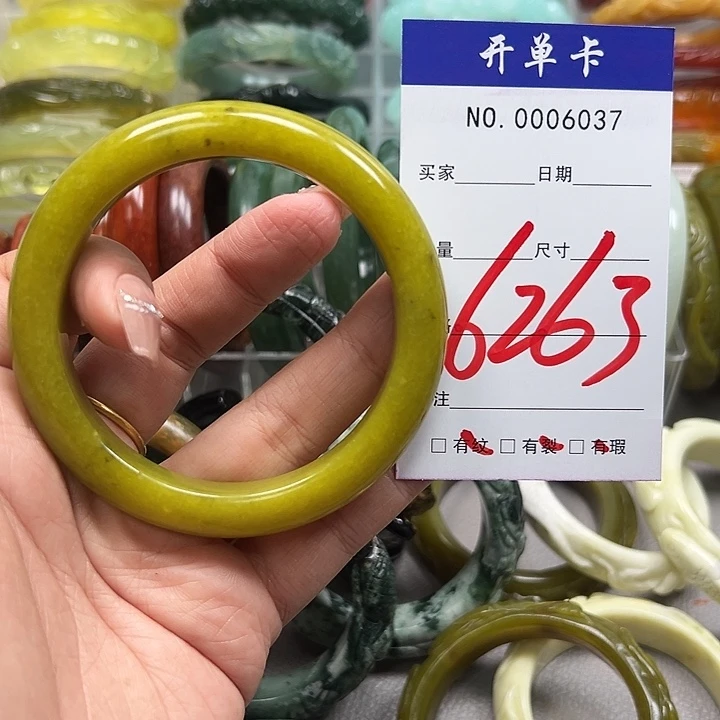 开单卡
NO.0006037
买家 日期
量 尺寸
6263
注
□ 有纹 □ 有裂 □ 有瑕